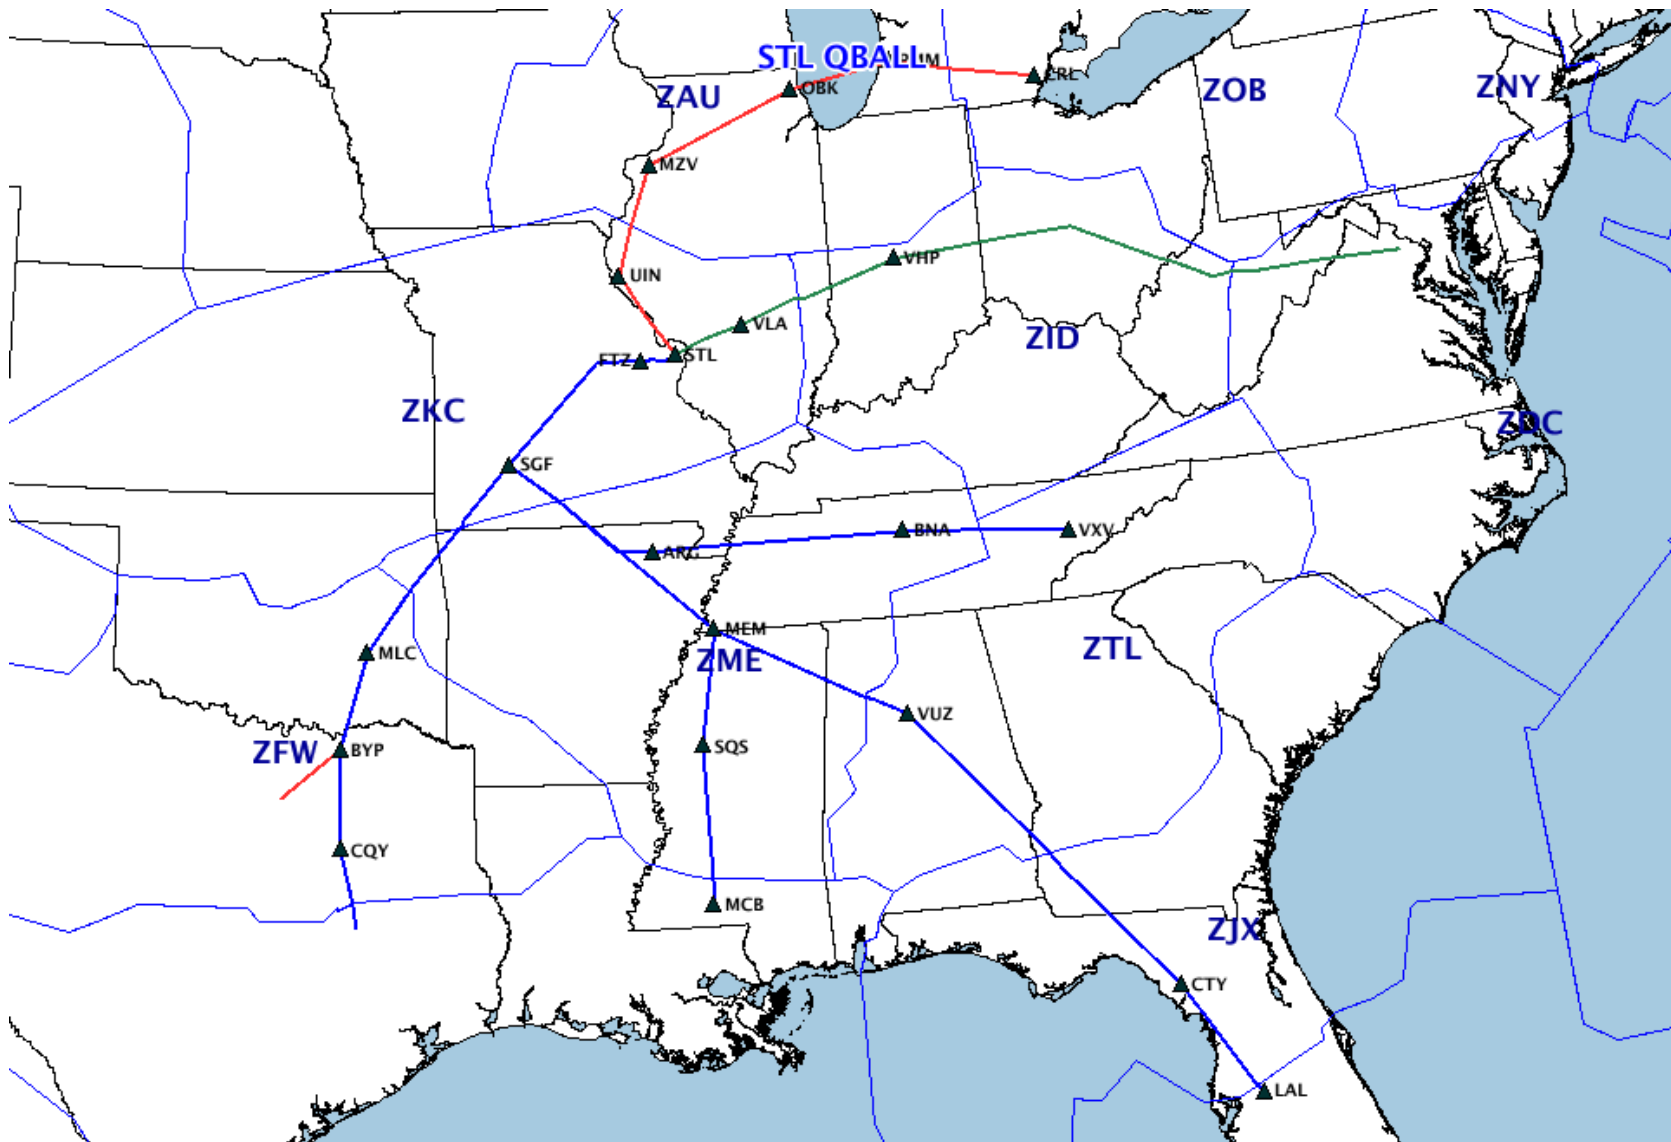 STL QBALL
CRL
OBK
ZAU
ZOB
ZNY
MZV
VHP
UIN
VLA
ZID
STL
FTZ
ZKC
ZDC
SGF
BNA
VXV
ARG
MEM
ZME
ZTL
MLC
VUZ
SQS
ZFW
BYP
CQY
MCB
ZJX
CTY
LAL